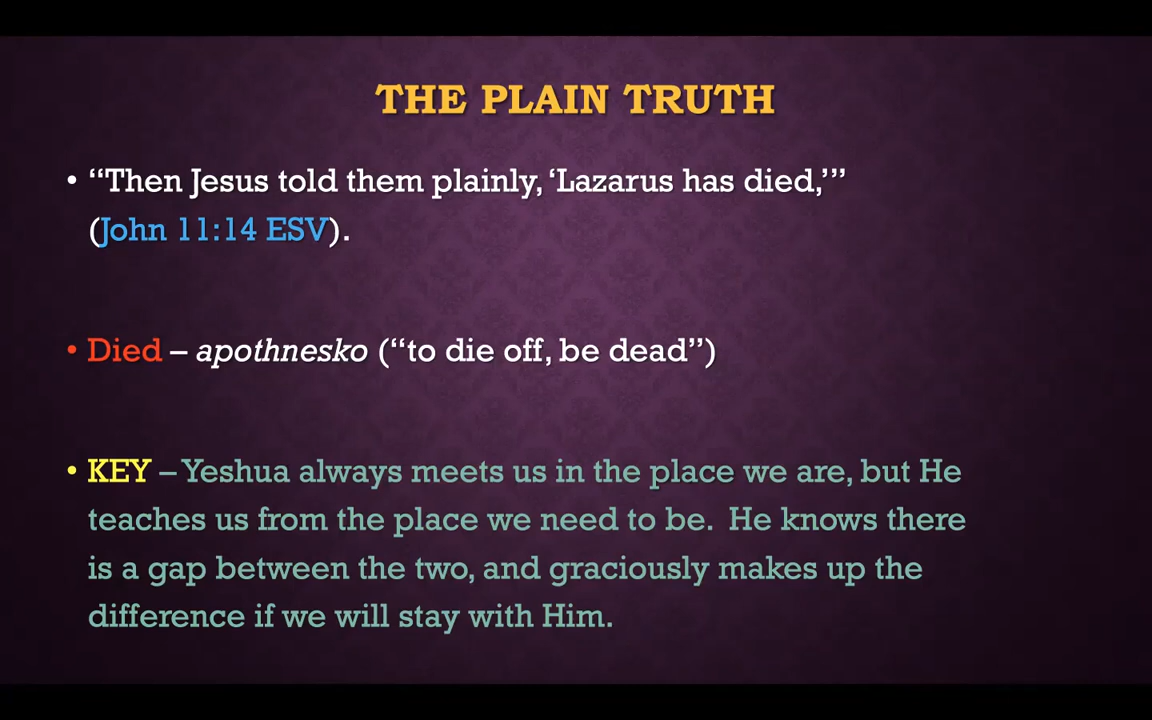 THE PLAIN TRUTH
• “Then Jesus told them plainly, ‘Lazarus has died,’”
(John 11:14 ESV).
• Died – apothnesko (“to die off, be dead”)
• KEY – Yeshua always meets us in the place we are, but He
teaches us from the place we need to be.  He knows there
is a gap between the two, and graciously makes up the
difference if we will stay with Him.